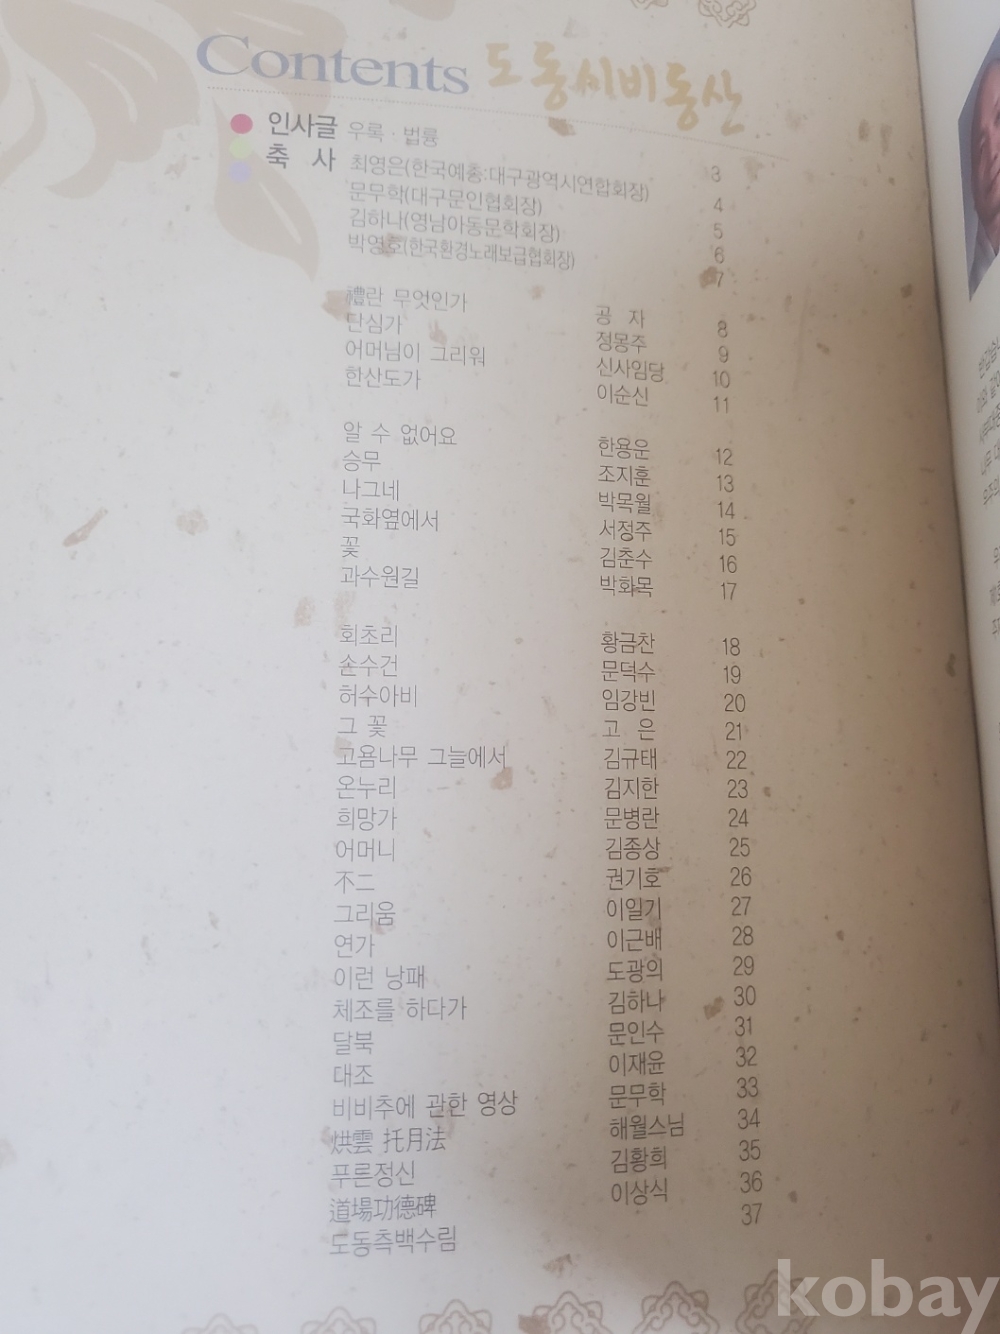 Contents 도동시비동산
인사글 우록 · 법륭 3
축 사 최영은(한국예총:대구광역시연합회장) 4
문무학(대구문인협회장) 5
김하나(영남아동문학회장) 6
박영호(한국환경노래보급협회장) 7
禮란 무엇인가 공 자 8
단심가 정몽주 9
어머님이 그리워 신사임당 10
한산도가 이순신 11
알 수 없어요 한용운 12
승무 조지훈 13
나그네 박목월 14
국화옆에서 서정주 15
꽃 김춘수 16
과수원길 박화목 17
회초리 황금찬 18
손수건 문덕수 19
허수아비 임강빈 20
그 꽃 고 은 21
고욤나무 그늘에서 김규태 22
온누리 김지한 23
희망가 문병란 24
어머니 김종상 25
不二 권기호 26
그리움 이일기 27
연가 이근배 28
이런 낭패 도광의 29
체조를 하다가 김하나 30
달북 문인수 31
대조 이재윤 32
비비추에 관한 영상 문무학 33
烘雲 托月法 해월스님 34
푸른정신 김황희 35
道場功德碑 이상식 36
도동측백수림 37
kobay